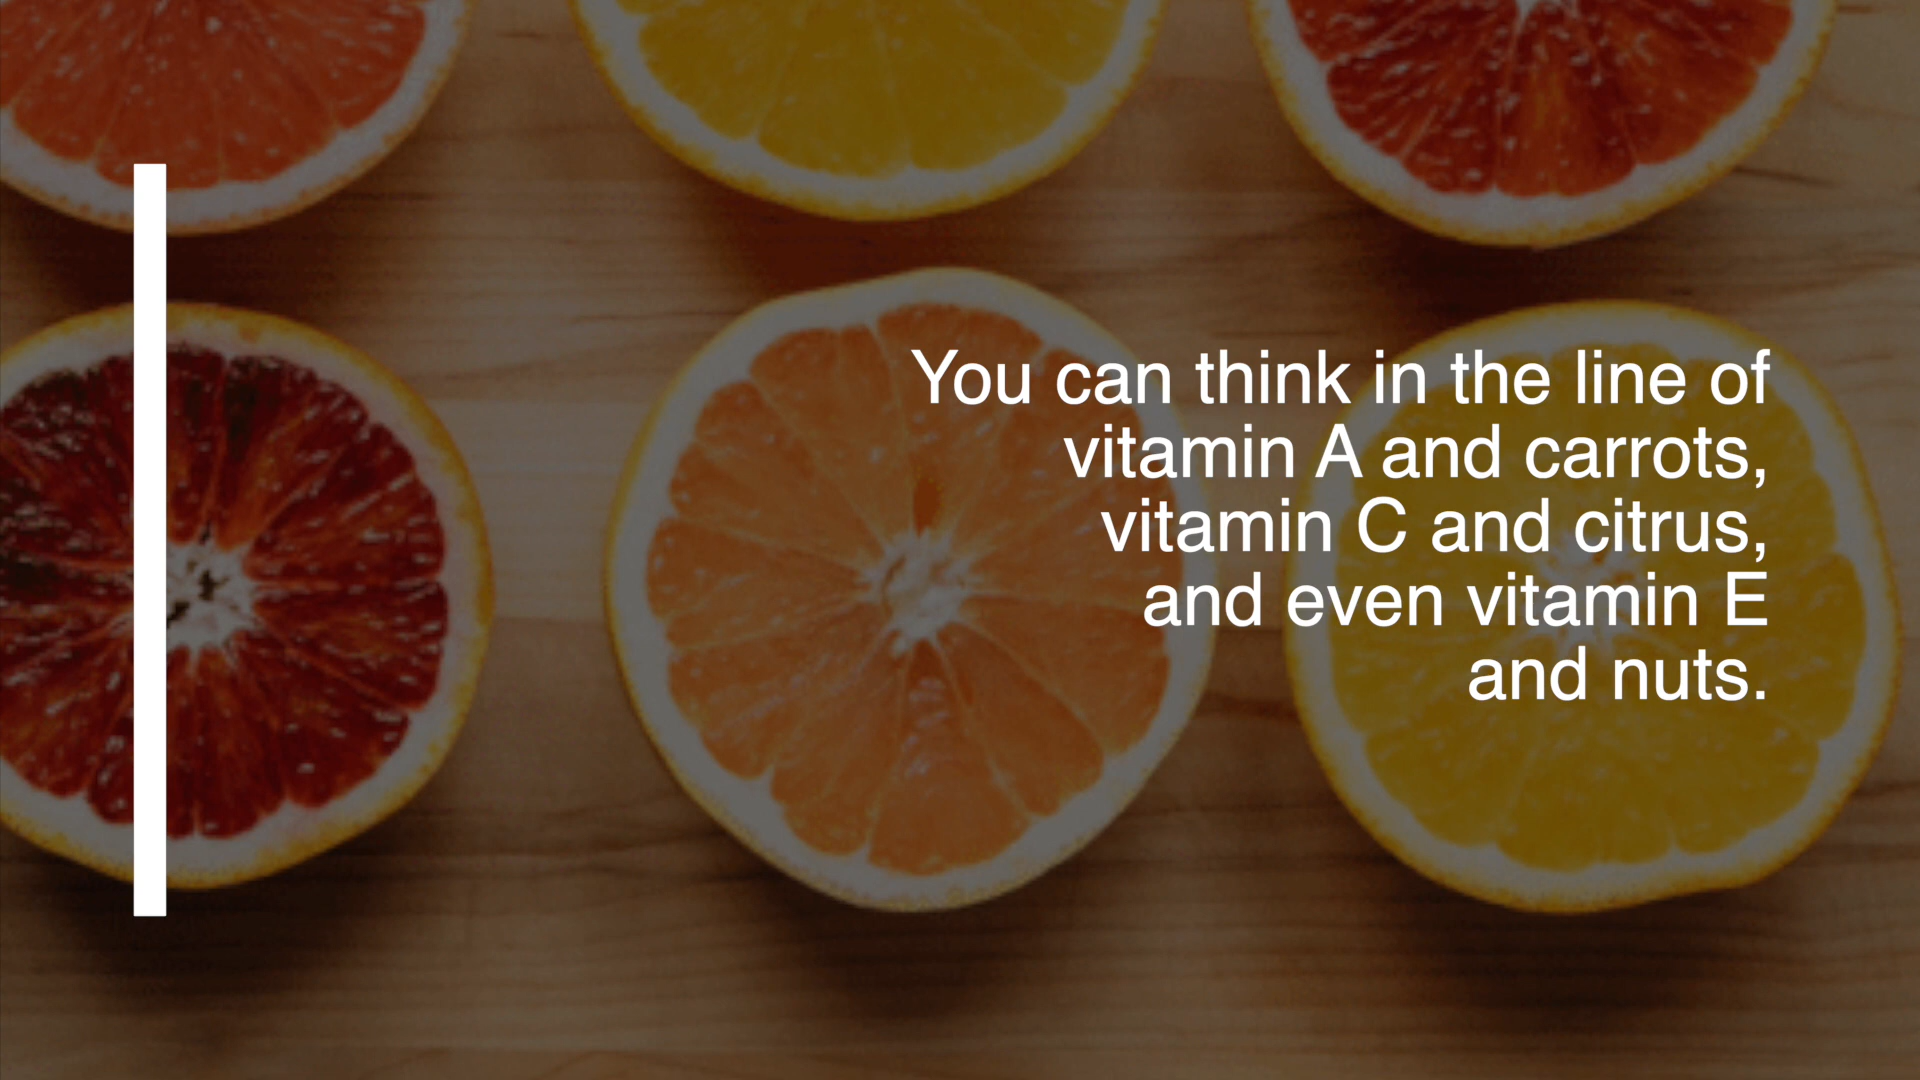 You can think in the line of
vitamin A and carrots,
vitamin C and citrus,
and even vitamin E
and nuts.